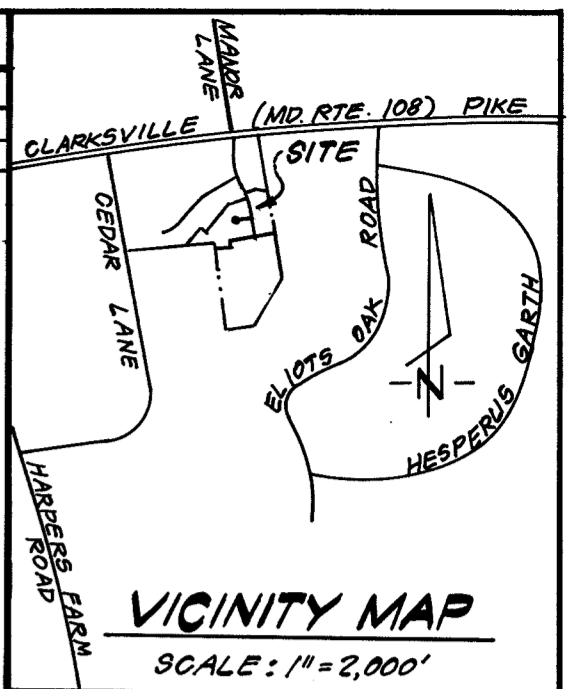 MANOR
LANE
CLARKSVILLE (MD. RTE. 108) PIKE
SITE
CEDAR LANE
ROAD
ELIOTS OAK
N
HESPERUS GARTH
HARPERS FARM
ROAD
VICINITY MAP
SCALE: 1" = 2,000'